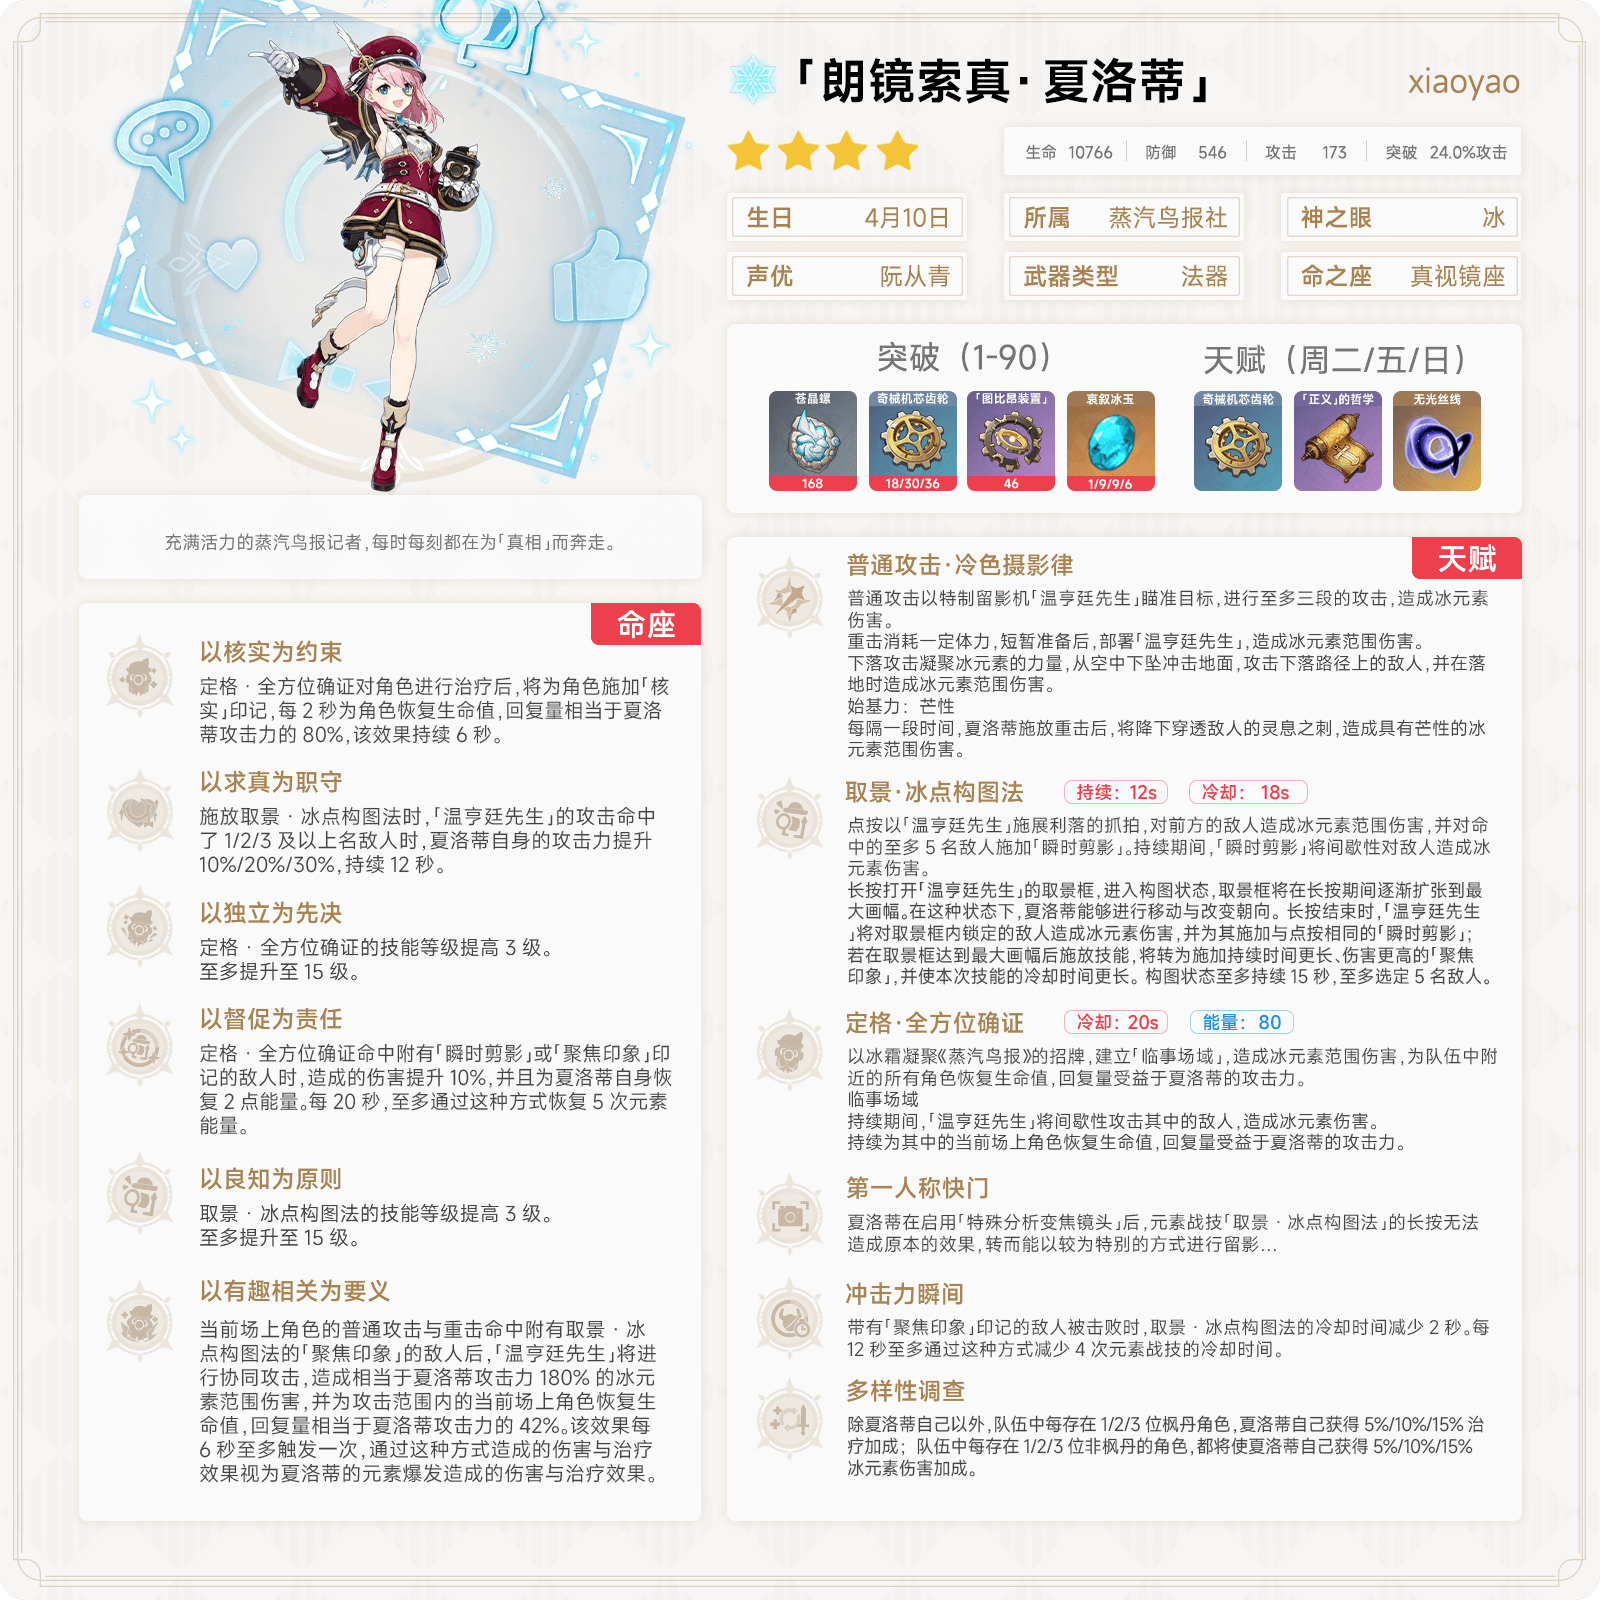 「朗镜索真·夏洛蒂」
xiaoyao
生命 10766 防御 546 攻击 173 突破 24.0%攻击
生日 4月10日 所属 蒸汽鸟报社 神之眼 冰
声优 阮从青 武器类型 法器 命之座 真视镜座
突破（1-90）
苍晶螺 奇械机芯齿轮 「图比昂装置」 哀叙冰玉
168 18/30/36 46 1/9/9/6
天赋（周二/五/日）
奇械机芯齿轮 「正义」的哲学 无光丝线
充满活力的蒸汽鸟报记者,每时每刻都在为「真相」而奔走。
命座
以核实为约束
定格 · 全方位确证对角色进行治疗后,将为角色施加「核
实」印记,每 2 秒为角色恢复生命值,回复量相当于夏洛
蒂攻击力的 80%,该效果持续 6 秒。
以求真为职守
施放取景 · 冰点构图法时,「温亨廷先生」的攻击命中
了 1/2/3 及以上名敌人时,夏洛蒂自身的攻击力提升
10%/20%/30%,持续 12 秒。
以独立为先决
定格 · 全方位确证的技能等级提高 3 级。
至多提升至 15 级。
以督促为责任
定格 · 全方位确证命中附有「瞬时剪影」或「聚焦印象」印
记的敌人时,造成的伤害提升 10%,并且为夏洛蒂自身恢
复 2 点能量。每 20 秒,至多通过这种方式恢复 5 次元素
能量。
以良知为原则
取景 · 冰点构图法的技能等级提高 3 级。
至多提升至 15 级。
以有趣相关为要义
当前场上角色的普通攻击与重击命中附有取景 · 冰
点构图法的「聚焦印象」的敌人后,「温亨廷先生」将进
行协同攻击,造成相当于夏洛蒂攻击力 180% 的冰元
素范围伤害,并为攻击范围内的当前场上角色恢复生
命值,回复量相当于夏洛蒂攻击力的 42%。该效果每
6 秒至多触发一次,通过这种方式造成的伤害与治疗
效果视为夏洛蒂的元素爆发造成的伤害与治疗效果。
天赋
普通攻击·冷色摄影律
普通攻击以特制留影机「温亨廷先生」瞄准目标,进行至多三段的攻击,造成冰元素
伤害。
重击消耗一定体力,短暂准备后,部署「温亨廷先生」,造成冰元素范围伤害。
下落攻击凝聚冰元素的力量,从空中下坠冲击地面,攻击下落路径上的敌人,并在落
地时造成冰元素范围伤害。
始基力：芒性
每隔一段时间,夏洛蒂施放重击后,将降下穿透敌人的灵息之刺,造成具有芒性的冰
元素范围伤害。
取景·冰点构图法 持续：12s 冷却：18s
点按以「温亨廷先生」施展利落的抓拍,对前方的敌人造成冰元素范围伤害,并对命
中的至多 5 名敌人施加「瞬时剪影」。持续期间,「瞬时剪影」将间歇性对敌人造成冰
元素伤害。
长按打开「温亨廷先生」的取景框,进入构图状态,取景框将在长按期间逐渐扩张到最
大画幅。在这种状态下,夏洛蒂能够进行移动与改变朝向。长按结束时,「温亨廷先生
」将对取景框内锁定的敌人造成冰元素伤害,并为其施加与点按相同的「瞬时剪影」；
若在取景框达到最大画幅后施放技能,将转为施加持续时间更长、伤害更高的「聚焦
印象」,并使本次技能的冷却时间更长。构图状态至多持续 15 秒,至多选定 5 名敌人。
定格·全方位确证 冷却：20s 能量：80
以冰霜凝聚《蒸汽鸟报》的招牌,建立「临事场域」,造成冰元素范围伤害,为队伍中附
近的所有角色恢复生命值,回复量受益于夏洛蒂的攻击力。
临事场域
持续期间,「温亨廷先生」将间歇性攻击其中的敌人,造成冰元素伤害。
持续为其中的当前场上角色恢复生命值,回复量受益于夏洛蒂的攻击力。
第一人称快门
夏洛蒂在启用「特殊分析变焦镜头」后,元素战技「取景 · 冰点构图法」的长按无法
造成原本的效果,转而能以较为特别的方式进行留影...
冲击力瞬间
带有「聚焦印象」印记的敌人被击败时,取景 · 冰点构图法的冷却时间减少 2 秒。每
12 秒至多通过这种方式减少 4 次元素战技的冷却时间。
多样性调查
除夏洛蒂自己以外,队伍中每存在 1/2/3 位枫丹角色,夏洛蒂自己获得 5%/10%/15% 治
疗加成；队伍中每存在 1/2/3 位非枫丹的角色,都将使夏洛蒂自己获得 5%/10%/15%
冰元素伤害加成。